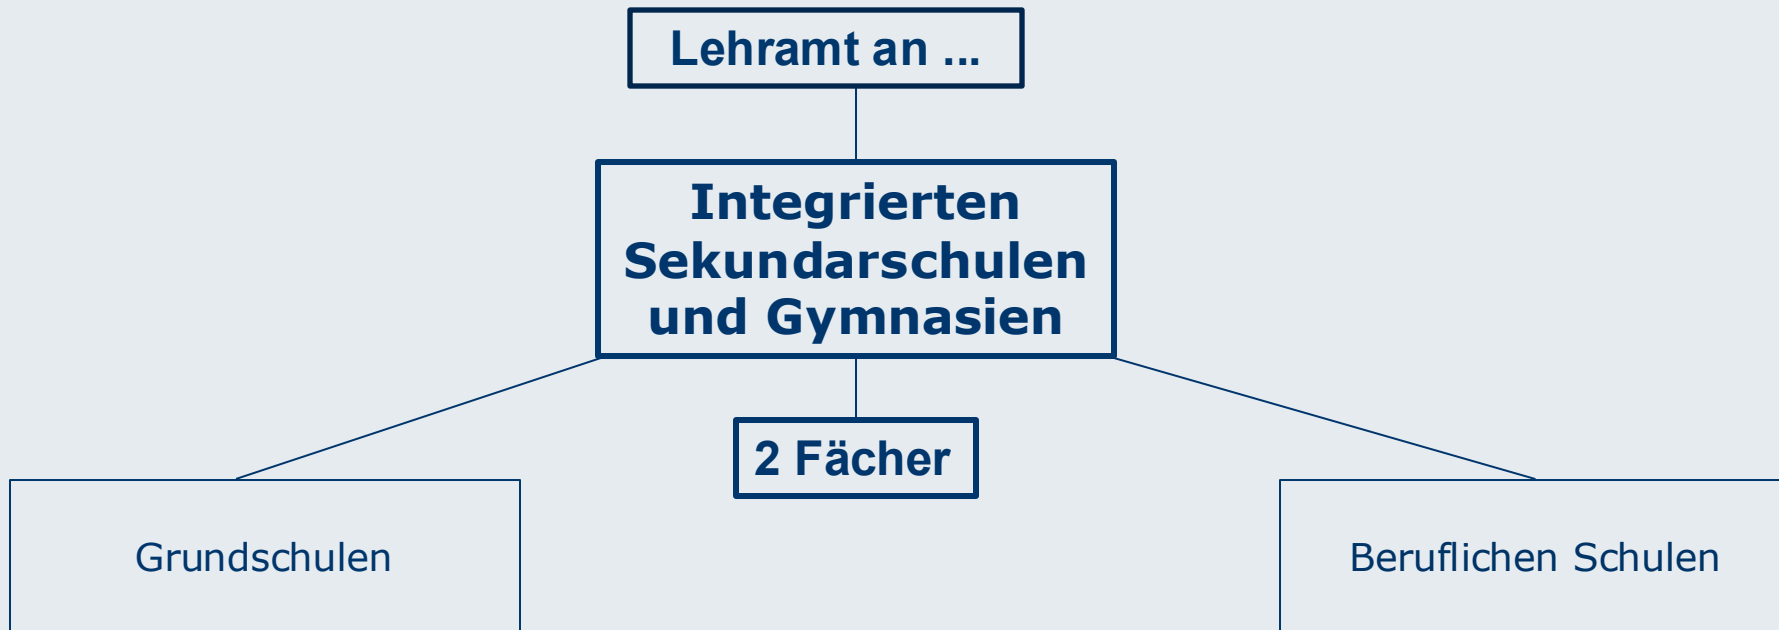 Lehramt an ...
Integrierten
Sekundarschulen
und Gymnasien
2 Fächer
Grundschulen
Beruflichen Schulen